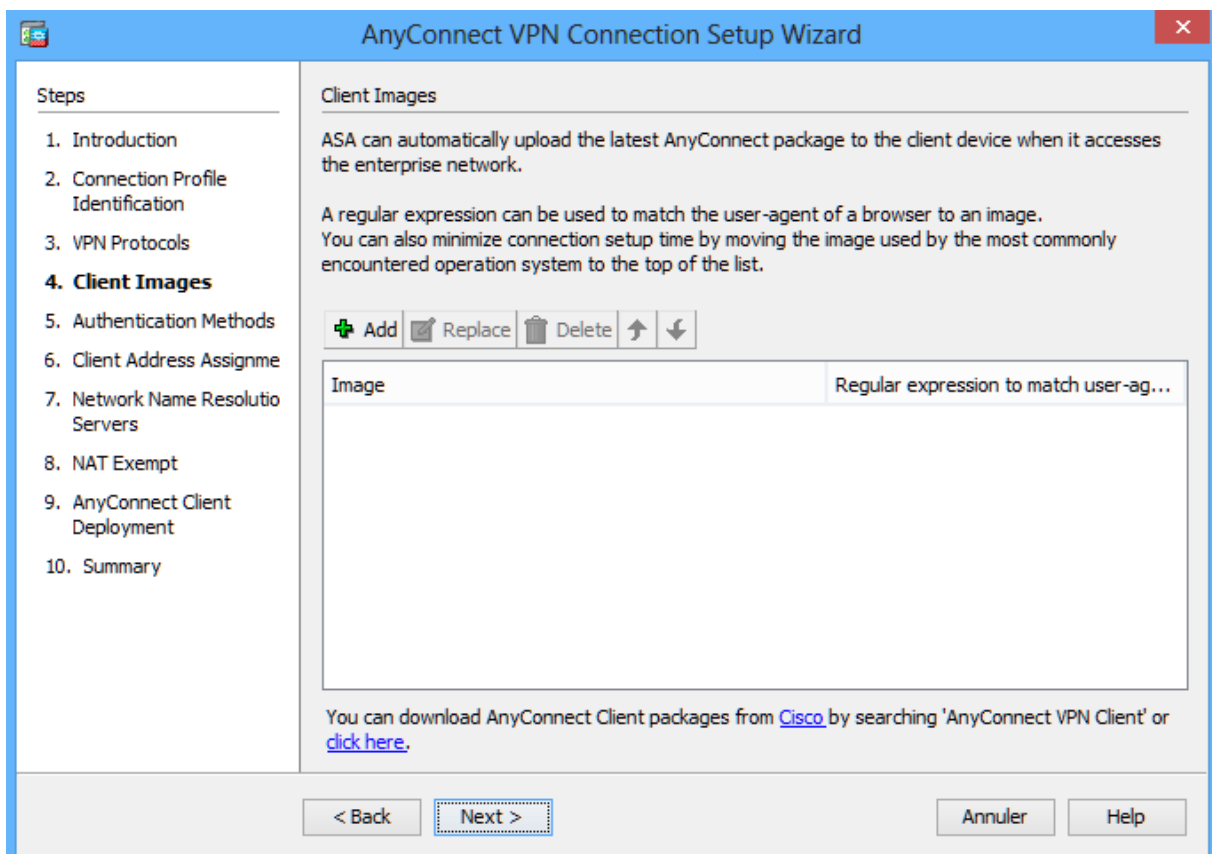 AnyConnect VPN Connection Setup Wizard
Steps
1. Introduction
2. Connection Profile
Identification
3. VPN Protocols
4. Client Images
5. Authentication Methods
6. Client Address Assignme
7. Network Name Resolutio
Servers
8. NAT Exempt
9. AnyConnect Client
Deployment
10. Summary
Client Images
ASA can automatically upload the latest AnyConnect package to the client device when it accesses
the enterprise network.
A regular expression can be used to match the user-agent of a browser to an image.
You can also minimize connection setup time by moving the image used by the most commonly
encountered operation system to the top of the list.
Add Replace Delete
Image Regular expression to match user-ag...
You can download AnyConnect Client packages from Cisco by searching 'AnyConnect VPN Client' or
click here.
< Back Next > Annuler Help